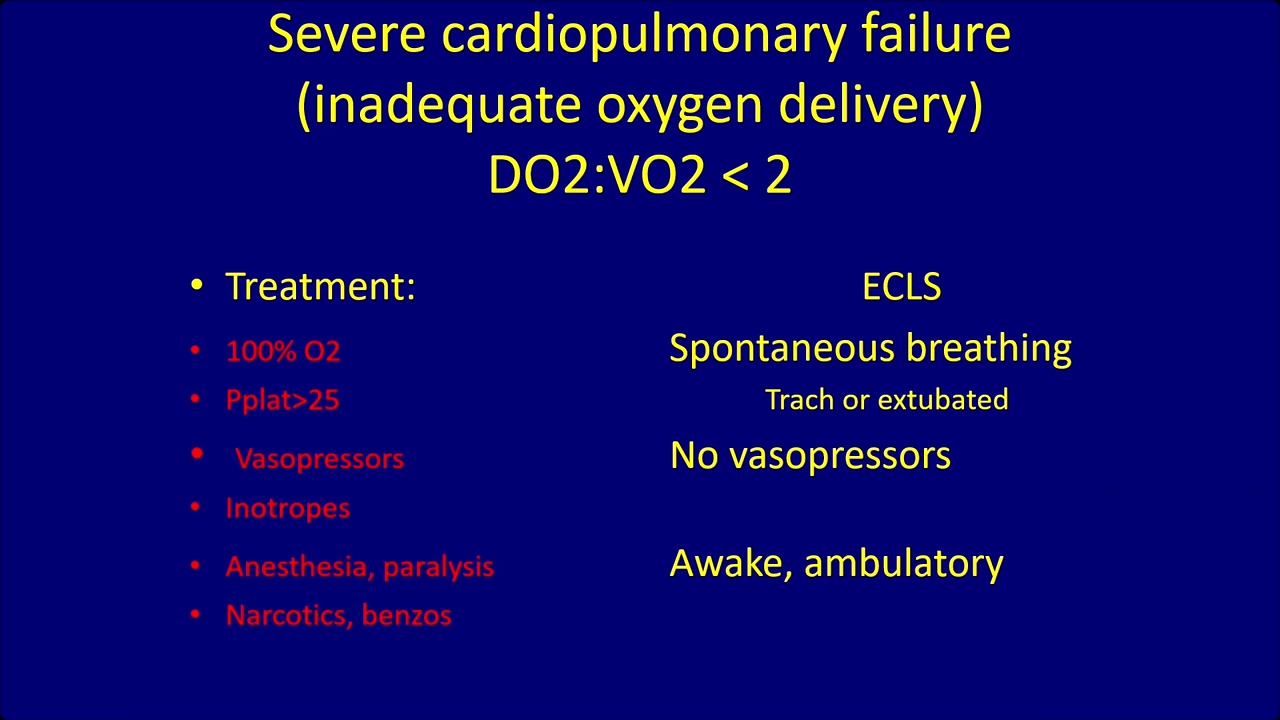 Severe cardiopulmonary failure
(inadequate oxygen delivery)
DO2:VO2 < 2
• Treatment: ECLS
• 100% O2 Spontaneous breathing
• Pplat>25 Trach or extubated
• Vasopressors No vasopressors
• Inotropes
• Anesthesia, paralysis Awake, ambulatory
• Narcotics, benzos